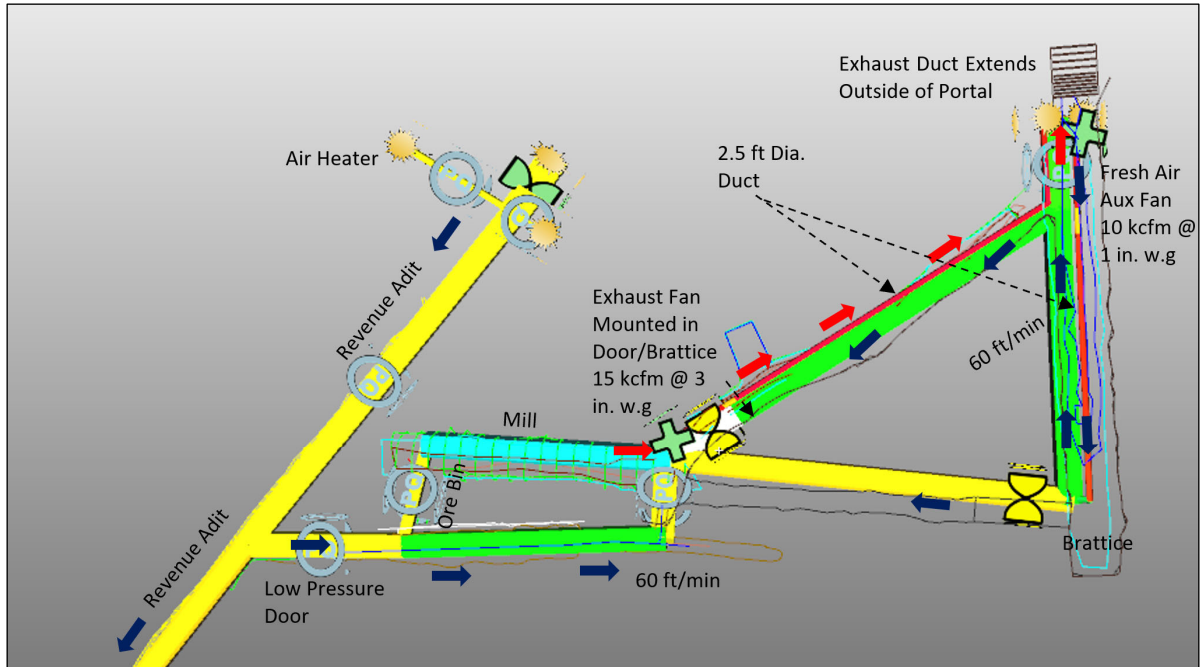 Exhaust Duct Extends
Outside of Portal
Air Heater
2.5 ft Dia.
Duct
Fresh Air
Aux Fan
10 kcfm @
1 in. w.g
Revenue Adit
Exhaust Fan
Mounted in
Door/Brattice
15 kcfm @ 3
in. w.g
60 ft/min
Mill
Ore Bin
Brattice
Revenue Adit
60 ft/min
Low Pressure
Door